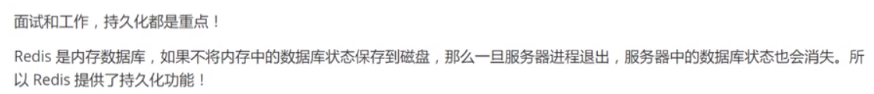 面试和工作，持久化都是重点！
Redis 是内存数据库，如果不将内存中的数据库状态保存到磁盘，那么一旦服务器进程退出，服务器中的数据库状态也会消失。所
以 Redis 提供了持久化功能！